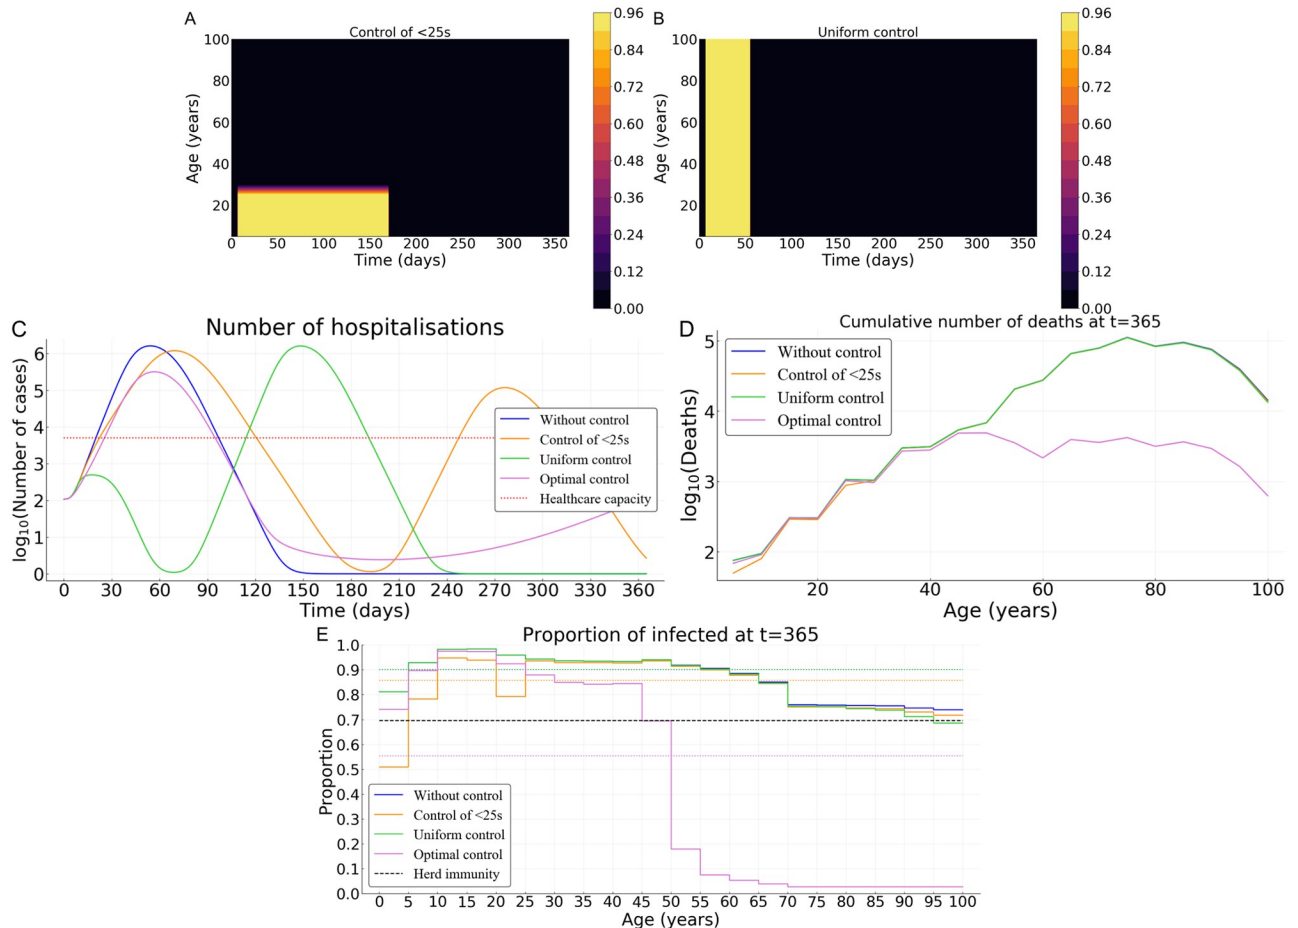 A
Control of <25s
Age (years)
100
80
60
40
20
0 50 100 150 200 250 300 350
Time (days)
0.96
0.84
0.72
0.60
0.48
0.36
0.24
0.12
0.00
B
Uniform control
Age (years)
100
80
60
40
20
0 50 100 150 200 250 300 350
Time (days)
0.96
0.84
0.72
0.60
0.48
0.36
0.24
0.12
0.00
C
Number of hospitalisations
log10(Number of cases)
6
5
4
3
2
1
0
0 30 60 90 120 150 180 210 240 270 300 330 360
Time (days)
Without control
Control of <25s
Uniform control
Optimal control
Healthcare capacity
D
Cumulative number of deaths at t=365
log10(Deaths)
5
4
3
2
20 40 60 80 100
Age (years)
Without control
Control of <25s
Uniform control
Optimal control
E
Proportion of infected at t=365
Proportion
1.0
0.9
0.8
0.7
0.6
0.5
0.4
0.3
0.2
0.1
0.0
0 5 10 15 20 25 30 35 40 45 50 55 60 65 70 75 80 85 90 95 100
Age (years)
Without control
Control of <25s
Uniform control
Optimal control
Herd immunity